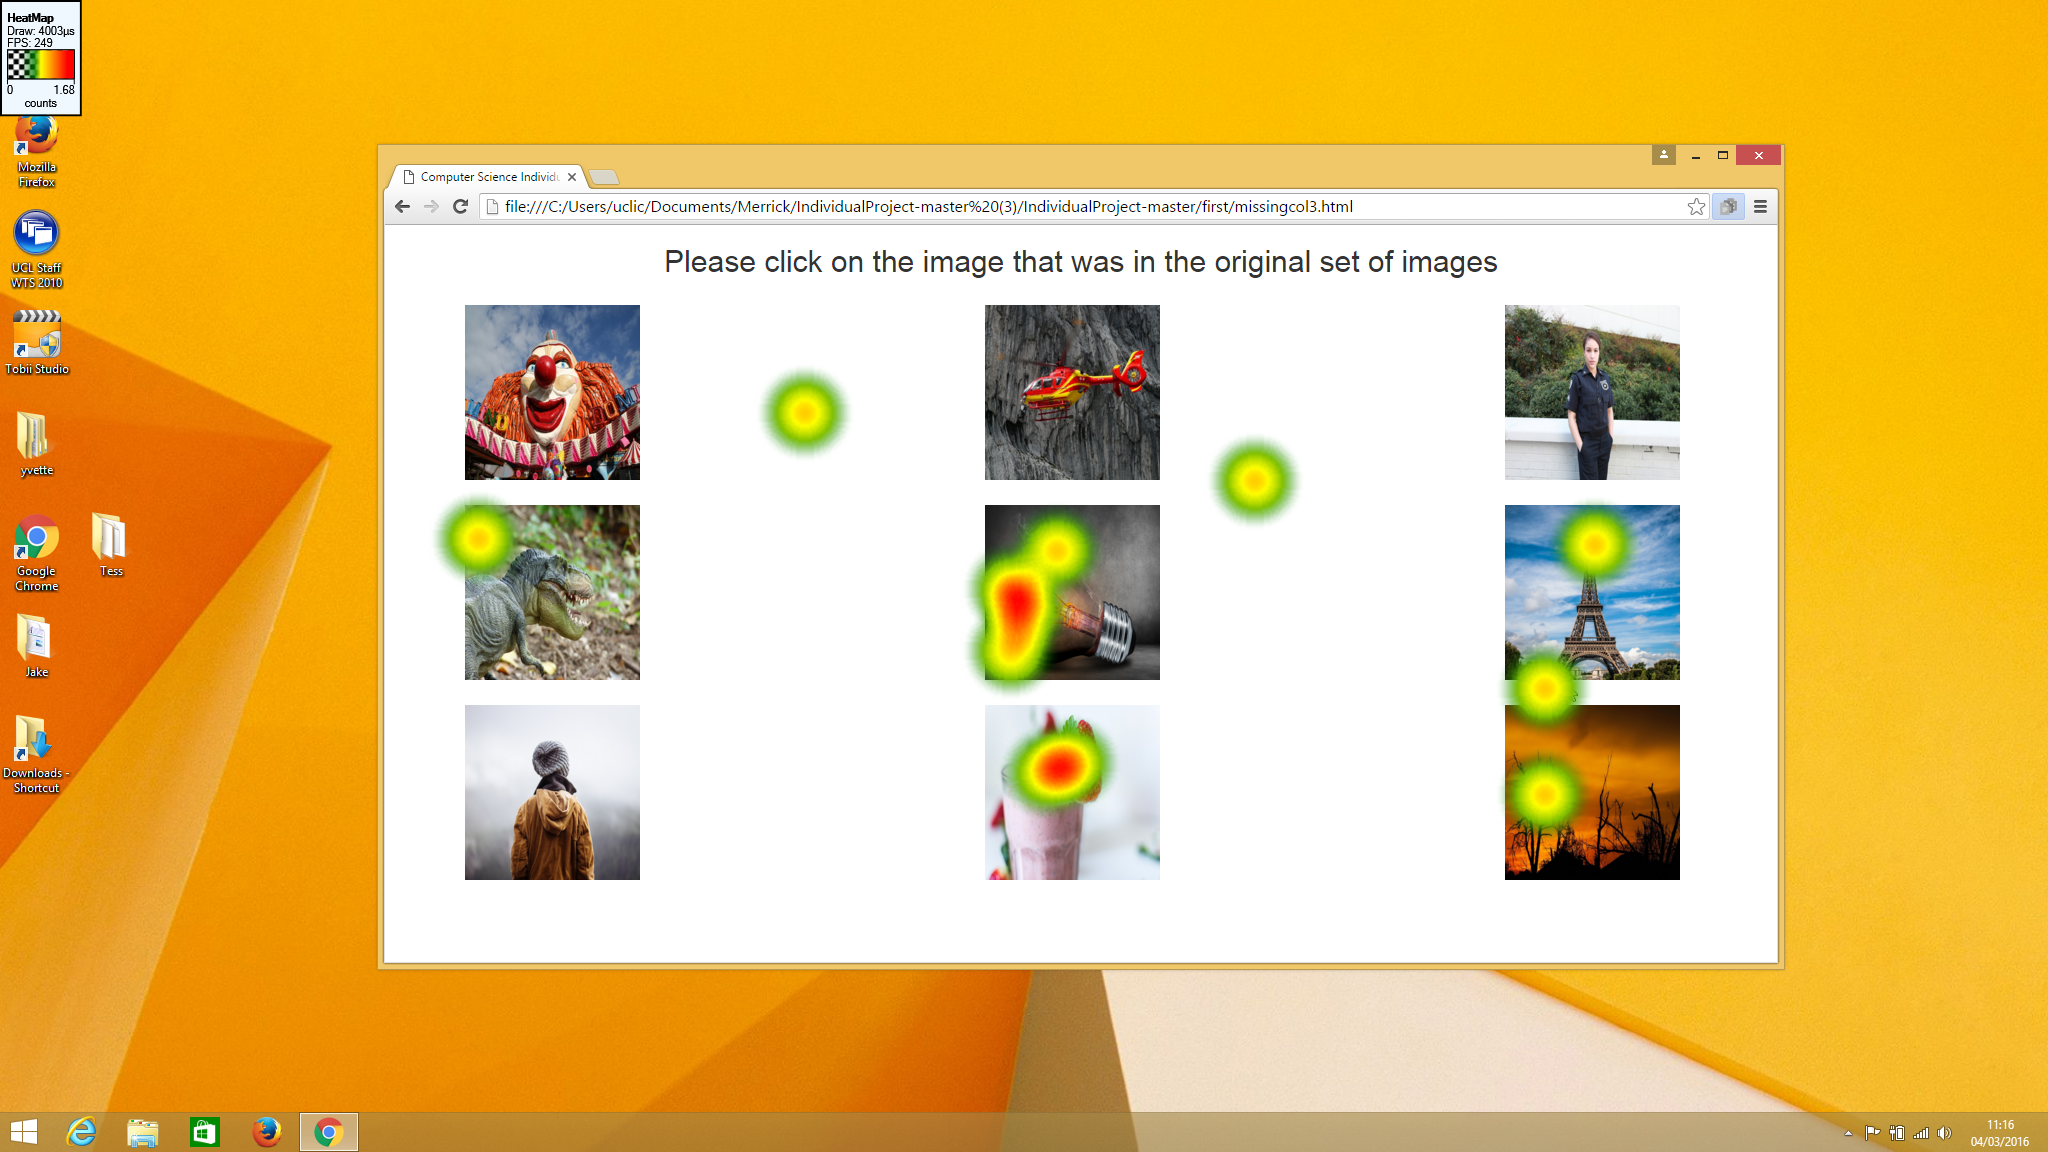 HeatMap
Draw: 4003µs
FPS: 249
0 1.68
counts
Mozilla
Firefox
UCL Staff
WTS 2010
Tobii Studio
yvette
Google
Chrome
Tess
Jake
Downloads -
Shortcut
Computer Science Individu
file:///C:/Users/uclic/Documents/Merrick/IndividualProject-master%20(3)/IndividualProject-master/first/missingcol3.html
Please click on the image that was in the original set of images
11:16
04/03/2016